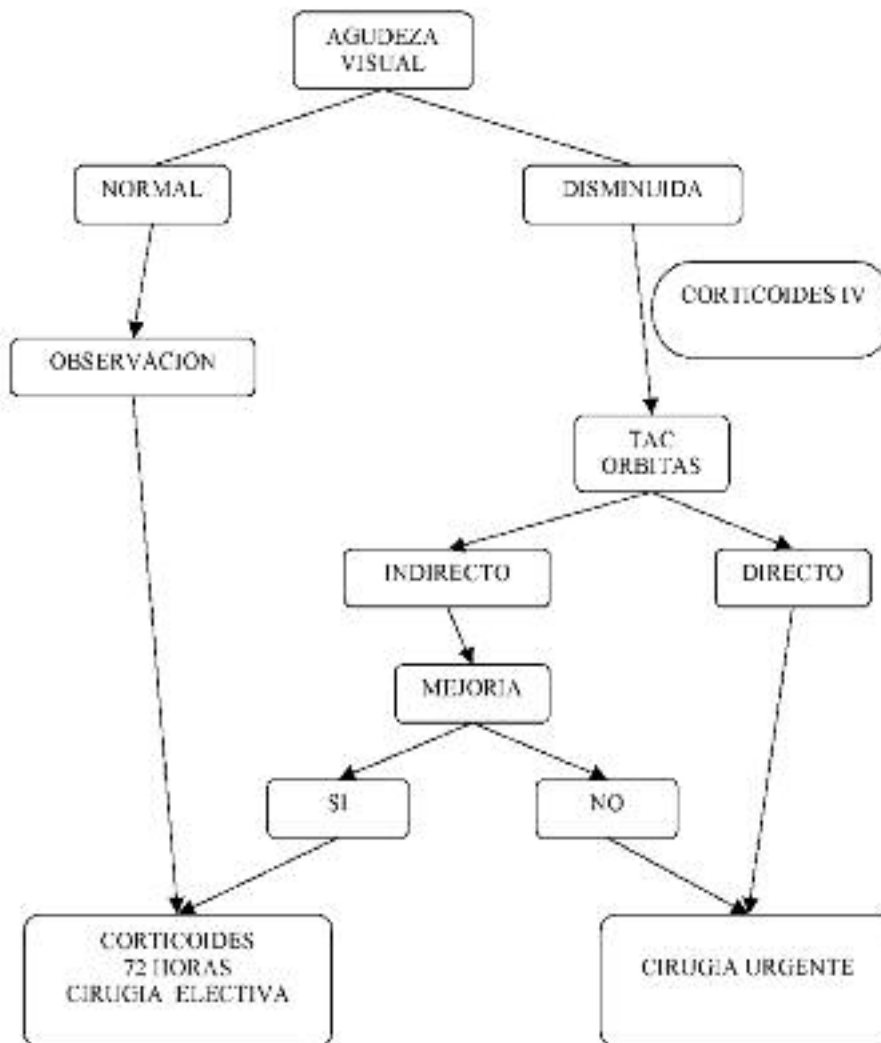 AGUDEZA
VISUAL
NORMAL
DISMINUIDA
CORTICOIDES IV
OBSERVACION
TAC
ORBITAS
INDIRECTO
DIRECTO
MEJORIA
SI
NO
CORTICOIDES
72 HORAS
CIRUGIA ELECTIVA
CIRUGIA URGENTE